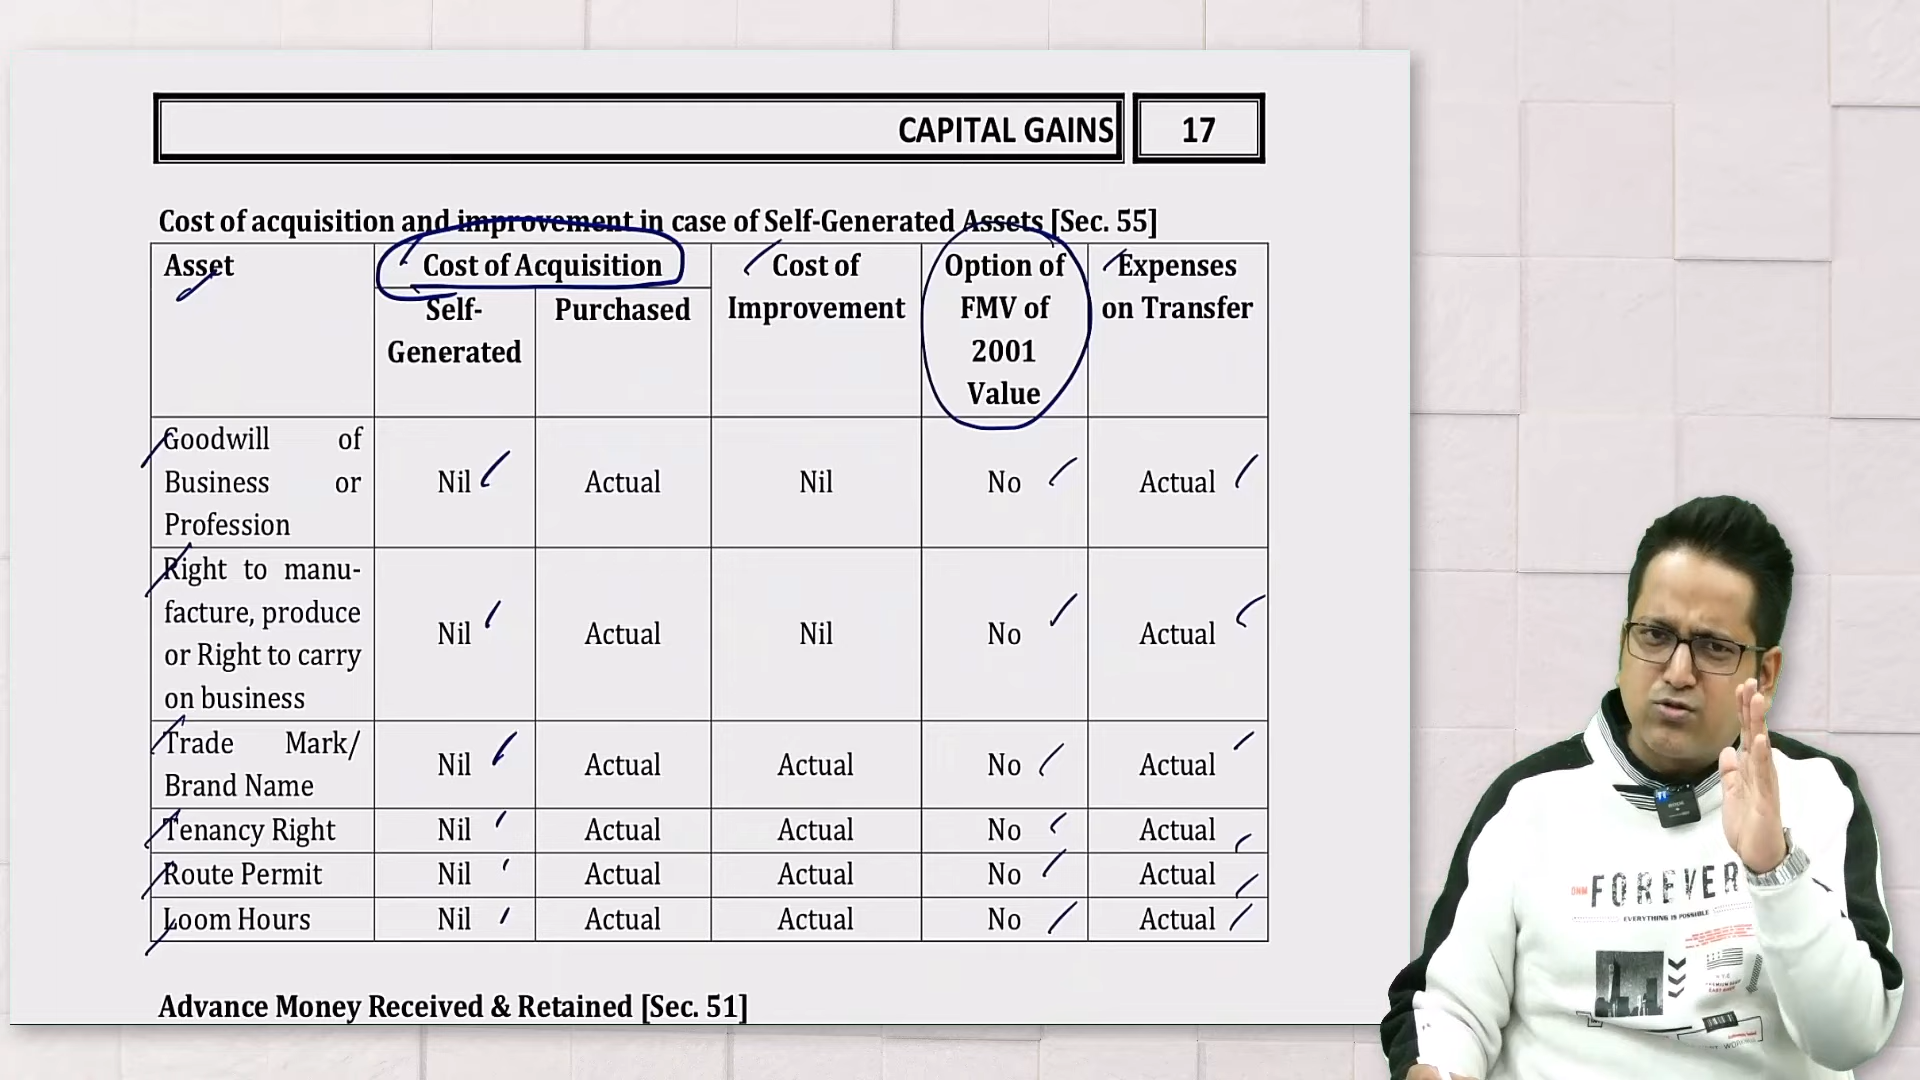 CAPITAL GAINS 17
Cost of acquisition and improvement in case of Self-Generated Assets [Sec. 55]
Asset Cost of Acquisition Cost of Improvement Option of FMV of 2001 Value Expenses on Transfer
Self-Generated Purchased
Goodwill of Business or Profession Nil Actual Nil No Actual
Right to manu-facture, produce or Right to carry on business Nil Actual Nil No Actual
Trade Mark/ Brand Name Nil Actual Actual No Actual
Tenancy Right Nil Actual Actual No Actual
Route Permit Nil Actual Actual No Actual
Loom Hours Nil Actual Actual No Actual
Advance Money Received & Retained [Sec. 51]
FOREVER
EVERYTHING IS POSSIBLE